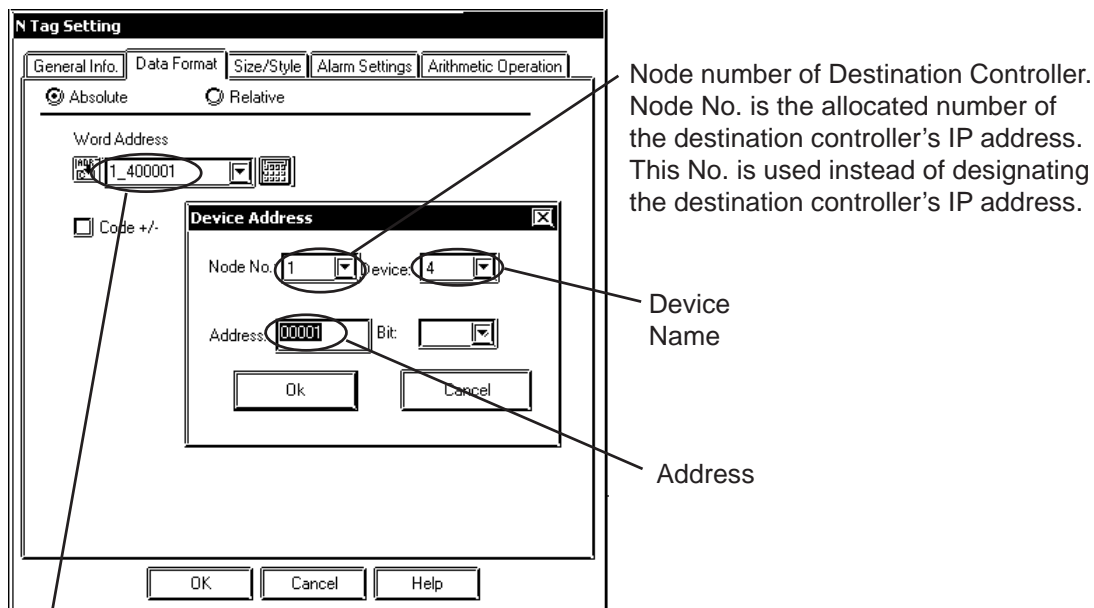 N Tag Setting
General Info. Data Format Size/Style Alarm Settings Arithmetic Operation
Absolute Relative
Word Address
1_400001
Code +/-
Device Address
Node No. 1 Device: 4
Address: 00001 Bit:
Ok Cancel
OK Cancel Help
Node number of Destination Controller.
Node No. is the allocated number of
the destination controller’s IP address.
This No. is used instead of designating
the destination controller’s IP address.
Device
Name
Address